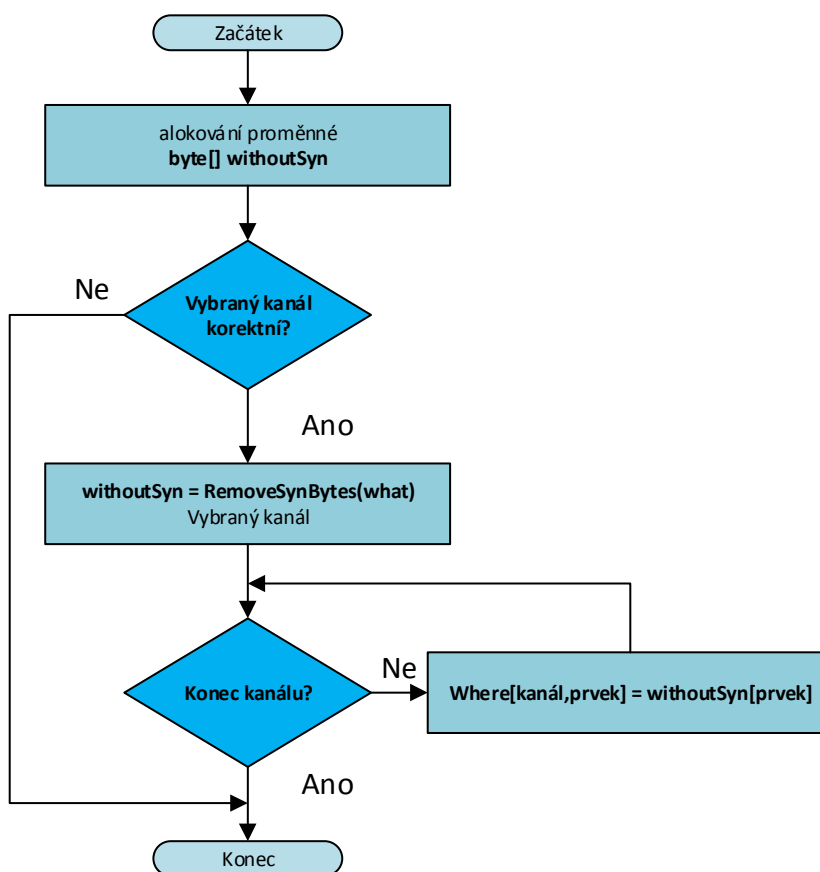 Začátek
alokování proměnné
byte[] withoutSyn
Ne
Vybraný kanál
korektní?
Ano
withoutSyn = RemoveSynBytes(what)
Vybraný kanál
Konec kanálu?
Ne
Where[kanál,prvek] = withoutSyn[prvek]
Ano
Konec